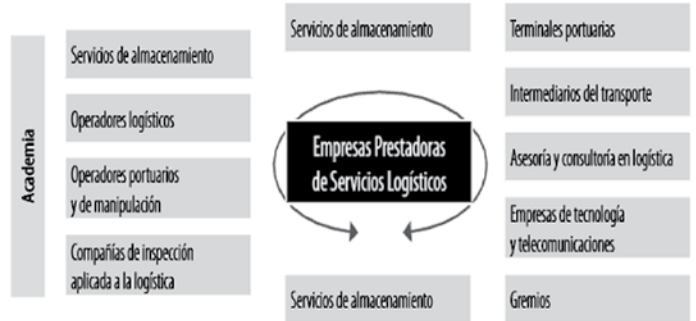 Academia
Servicios de almacenamiento
Operadores logísticos
Operadores portuarios
y de manipulación
Compañías de inspección
aplicada a la logística
Servicios de almacenamiento
Empresas Prestadoras
de Servicios Logísticos
Servicios de almacenamiento
Terminales portuarias
Intermediarios del transporte
Asesoría y consultoría en logística
Empresas de tecnología
y telecomunicaciones
Gremios